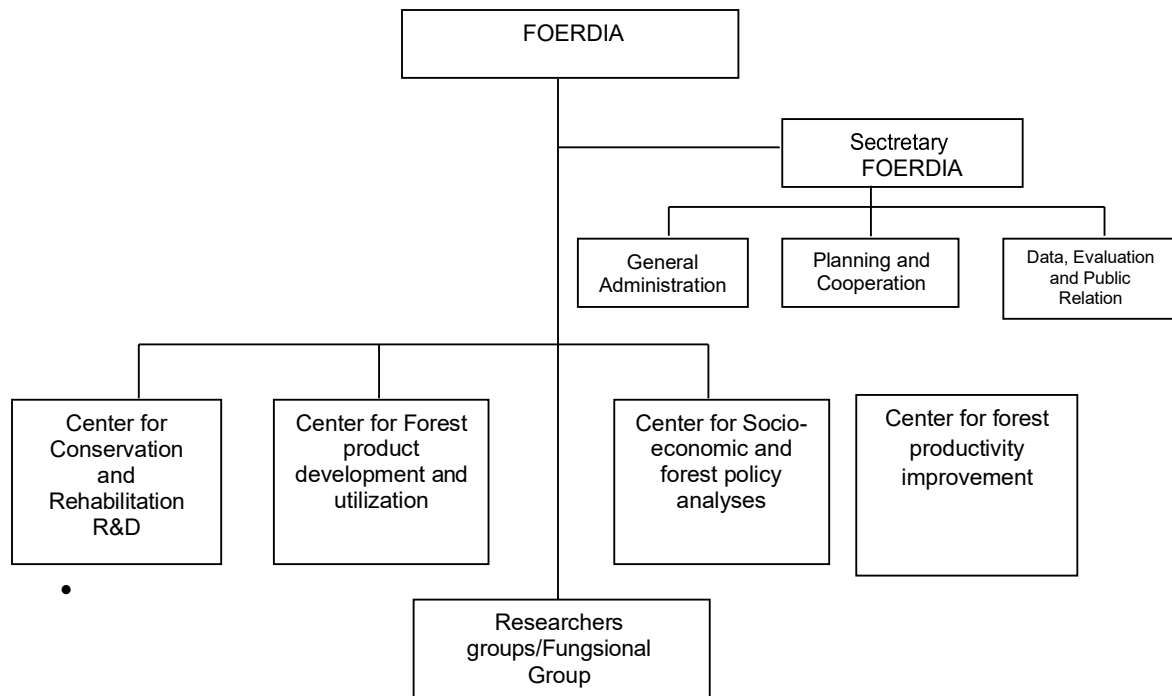 FOERDIA
Sectretary
FOERDIA
General
Administration
Planning and
Cooperation
Data, Evaluation
and Public
Relation
Center for
Conservation
and
Rehabilitation
R&D
Center for Forest
product
development and
utilization
Center for Socio-
economic and
forest policy
analyses
Center for forest
productivity
improvement
•
Researchers
groups/Fungsional
Group